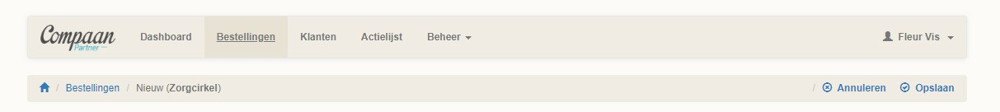 Compaan Partner Dashboard Bestellingen Klanten Actielijst Beheer Fleur Vis
/ Bestellingen / Nieuw (Zorgcirkel) / Annuleren Opslaan